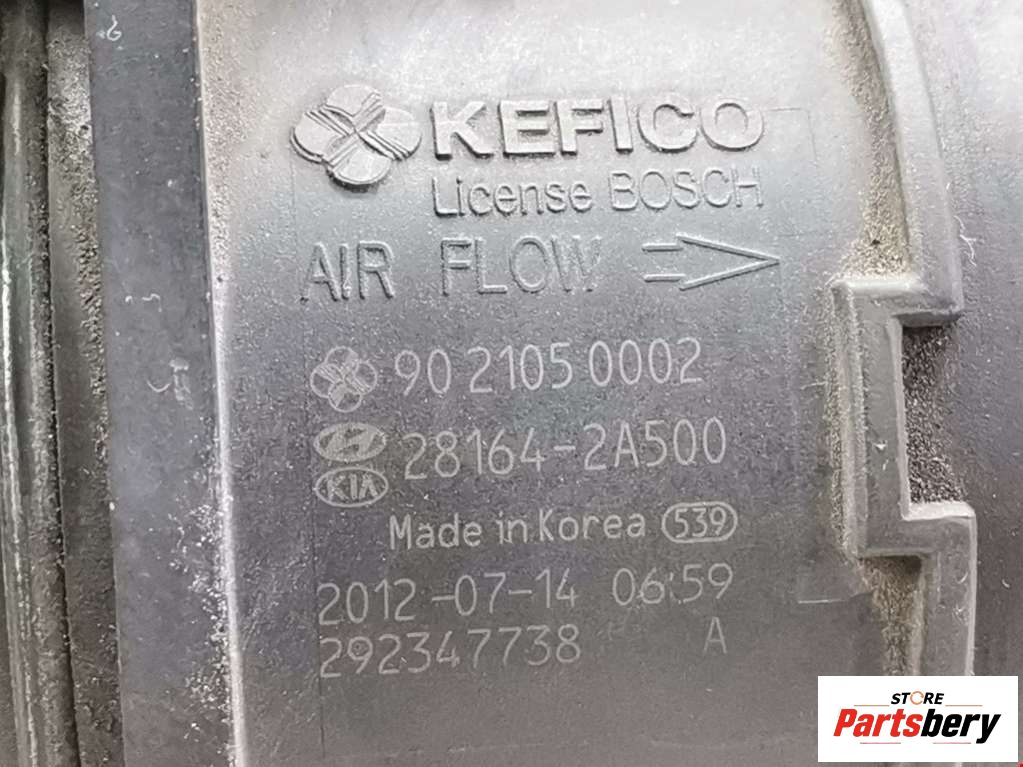 KEFICO
License BOSCH
AIR FLOW
90 2105 0002
28164-2A500
KIA
Made in Korea 539
2012-07-14 06:59
292347738 A
STORE
Partsbery